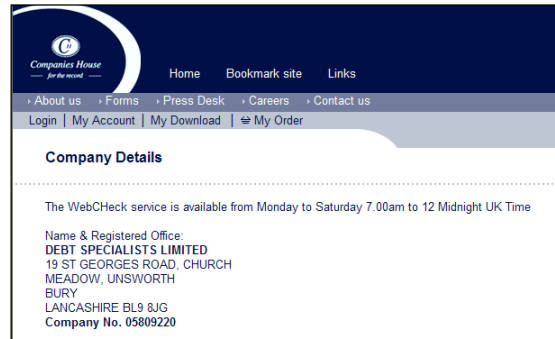 CH
Companies House
for the record
Home Bookmark site Links
About us Forms Press Desk Careers Contact us
Login | My Account | My Download | My Order
Company Details
The WebCHeck service is available from Monday to Saturday 7.00am to 12 Midnight UK Time
Name & Registered Office:
DEBT SPECIALISTS LIMITED
19 ST GEORGES ROAD, CHURCH
MEADOW, UNSWORTH
BURY
LANCASHIRE BL9 8JG
Company No. 05809220